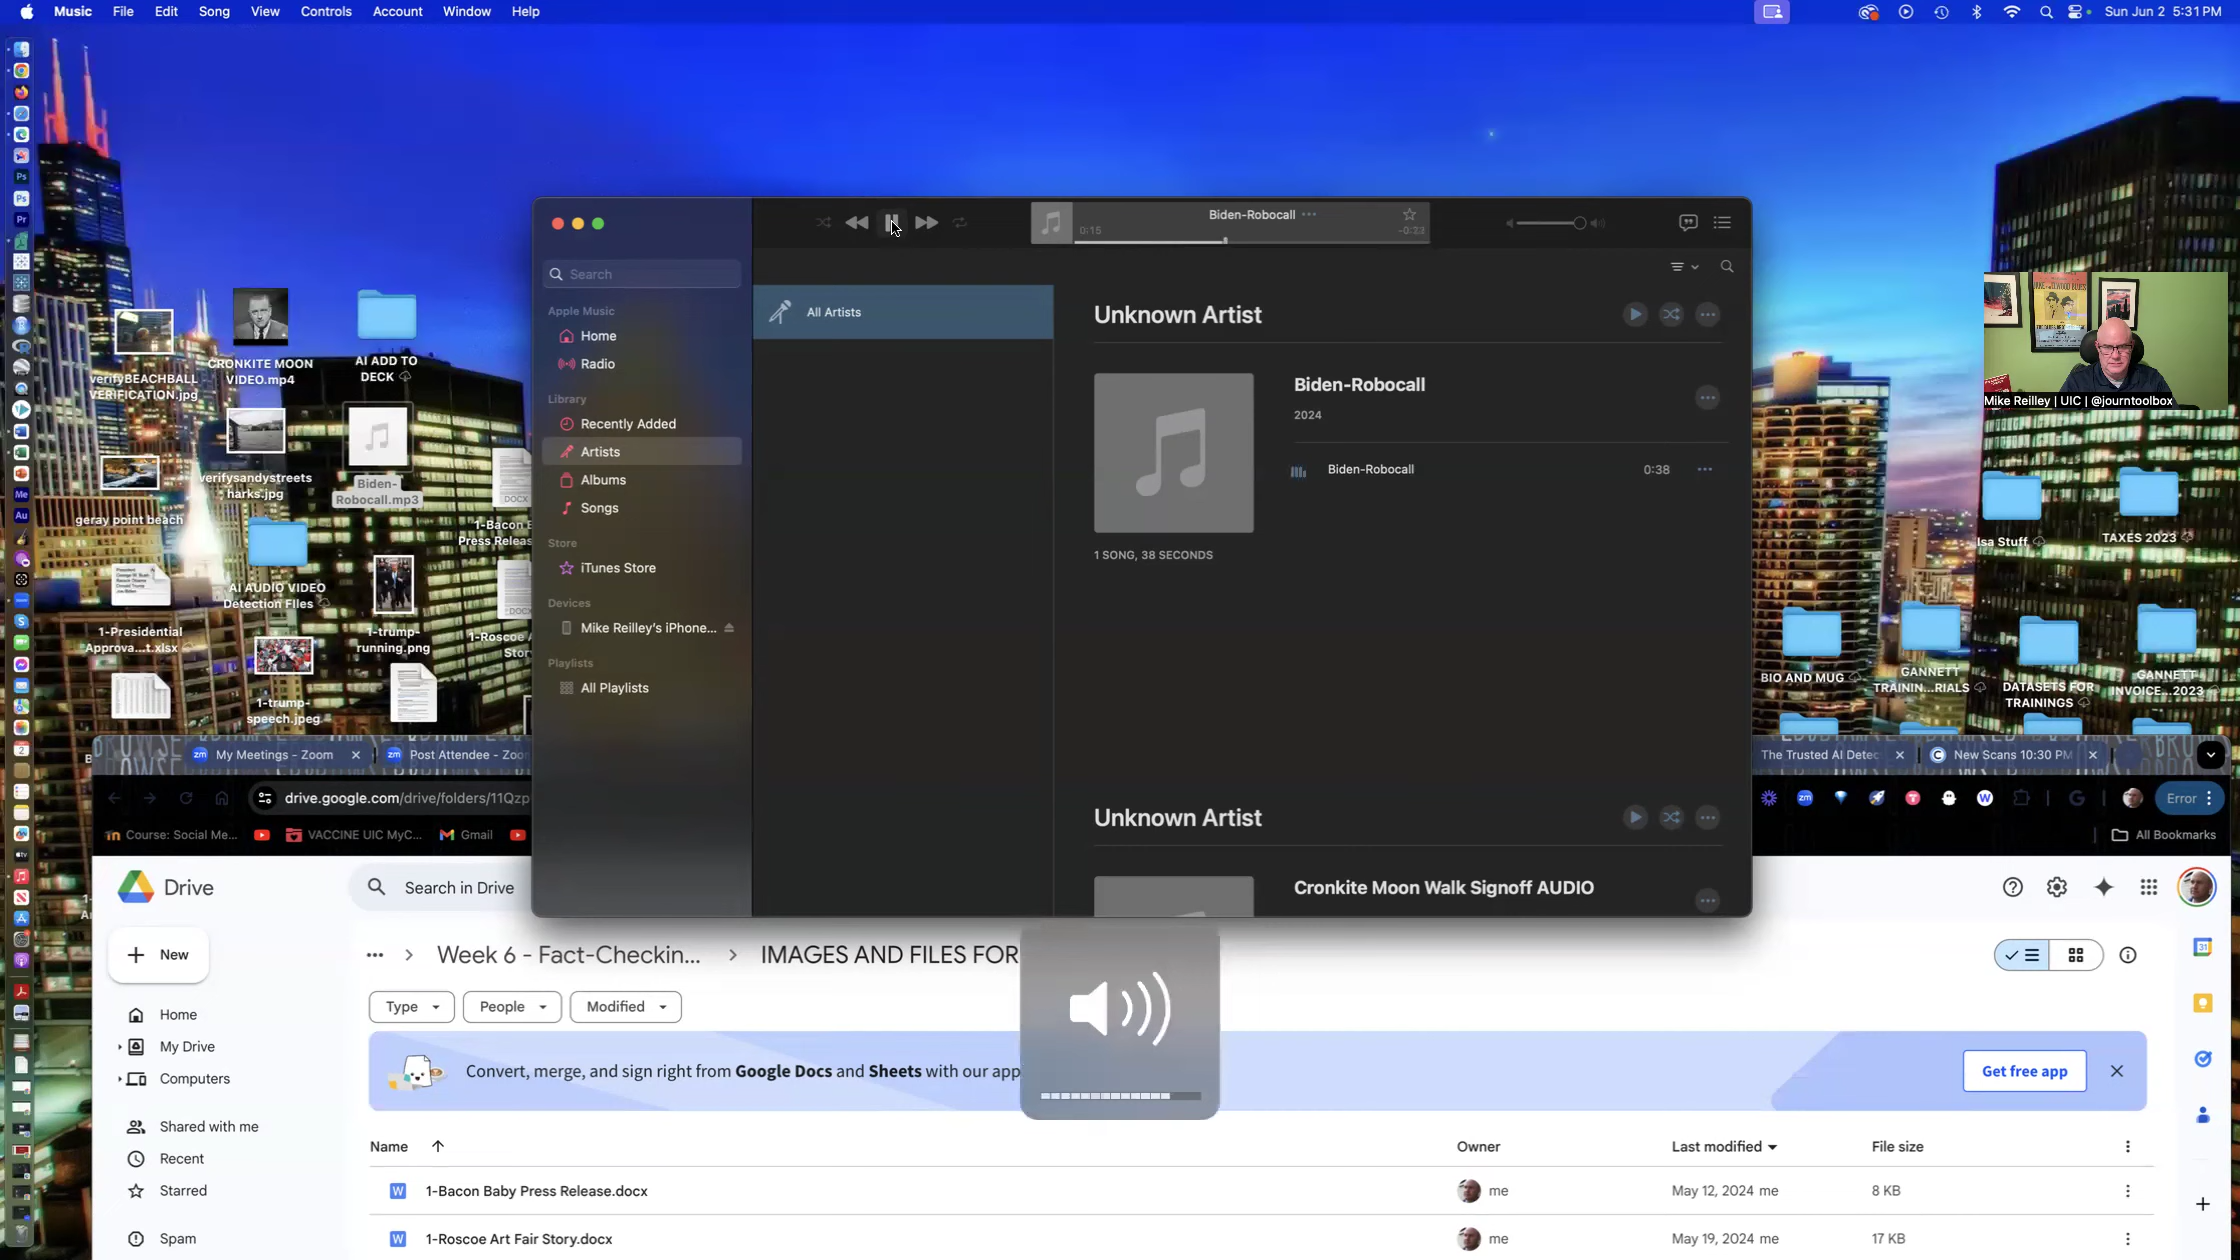 Music File Edit Song View Controls Account Window Help
Sun Jun 2 5:31 PM
Biden-Robocall
0:15
-0:23
Search
Apple Music
Home
Radio
Library
Recently Added
Artists
Albums
Songs
Store
iTunes Store
Devices
Mike Reilley's iPhone...
Playlists
All Playlists
All Artists
Unknown Artist
Biden-Robocall
2024
Biden-Robocall
0:38
1 SONG, 38 SECONDS
Unknown Artist
Cronkite Moon Walk Signoff AUDIO
Mike Reilley | UIC | @journtoolbox
verifyBEACHBALL
VERIFICATION.jpg
CRONKITE MOON
VIDEO.mp4
AI ADD TO
DECK
verifysandystreets
harks.jpg
Biden-
Robocall.mp3
geray point beach
1-Bacon B
Press Releas
AI AUDIO VIDEO
Detection FIles
1-Presidential
Approva...t.xlsx
1-trump-
running.png
1-Roscoe A
Stor
1-trump-
speech.jpeg
Isa Stuff
TAXES 2023
BIO AND MUG
GANNETT
TRAININ...RIALS
DATASETS FOR
TRAININGS
GANNETT
INVOICE...2023
My Meetings - Zoom
Post Attendee - Zoo
The Trusted AI Detec
New Scans 10:30 PM
drive.google.com/drive/folders/11Qzp
Error
Course: Social Me...
VACCINE UIC MyC...
Gmail
All Bookmarks
Drive
Search in Drive
New
Week 6 - Fact-Checkin...
IMAGES AND FILES FOR
Type
People
Modified
Home
My Drive
Computers
Shared with me
Recent
Starred
Spam
Convert, merge, and sign right from Google Docs and Sheets with our app
Get free app
Name
Owner
Last modified
File size
1-Bacon Baby Press Release.docx
me
May 12, 2024 me
8 KB
1-Roscoe Art Fair Story.docx
me
May 19, 2024 me
17 KB